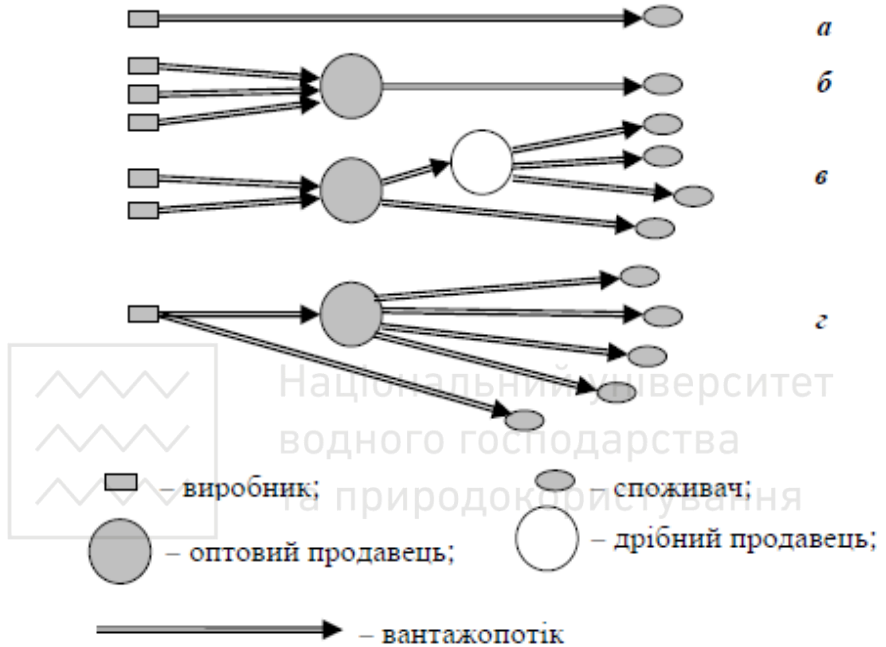 а
б
в
г
Національний університет
водного господарства
та природокористування
– виробник;
– споживач;
– оптовий продавець;
– дрібний продавець;
– вантажопотік